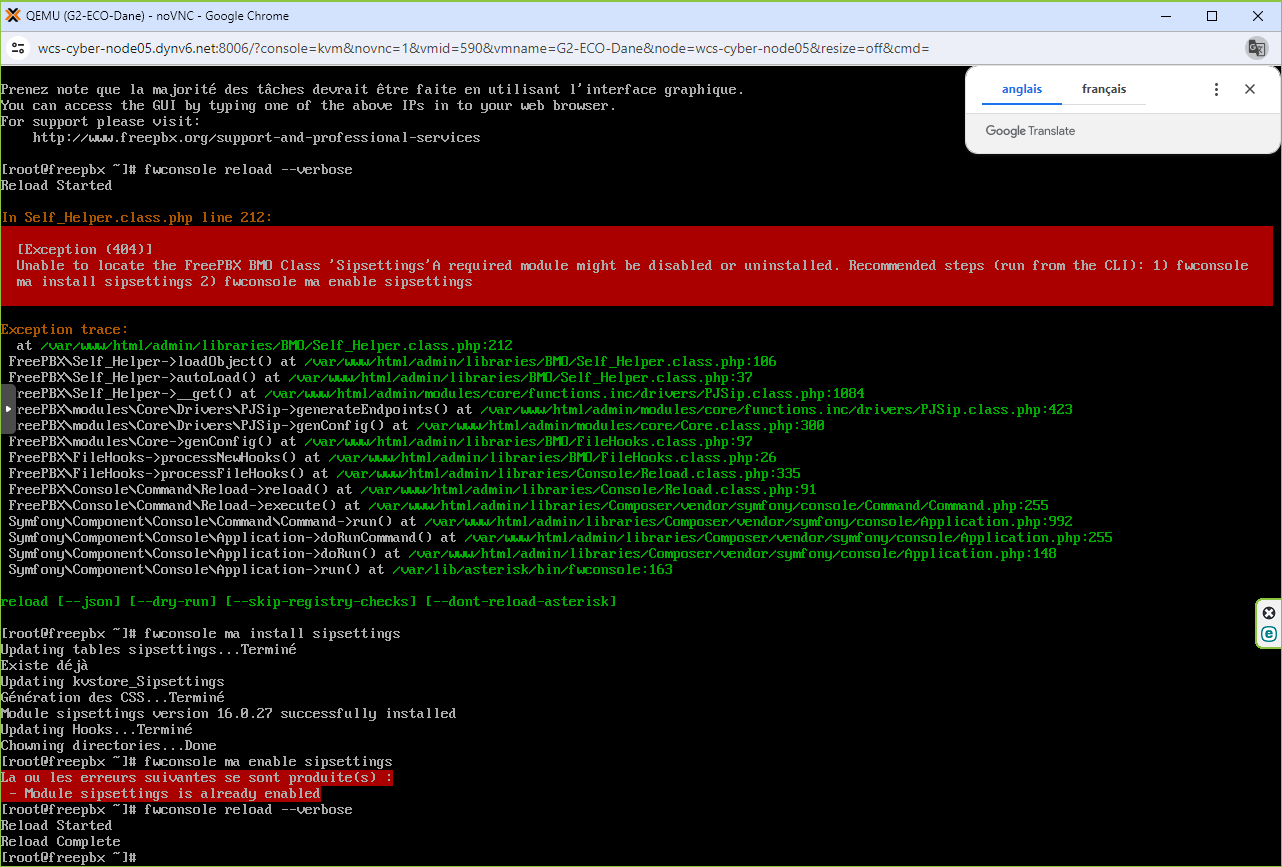 QEMU (G2-ECO-Dane) - noVNC - Google Chrome
wcs-cyber-node05.dynv6.net:8006/?console=kvm&novnc=1&vmid=590&vmname=G2-ECO-Dane&node=wcs-cyber-node05&resize=off&cmd=
anglais français
Google Translate
Prenez note que la majorité des tâches devrait être faite en utilisant l'interface graphique.
You can access the GUI by typing one of the above IPs in to your web browser.
For support please visit:
http://www.freepbx.org/support-and-professional-services
[root@freepbx ~]# fwconsole reload --verbose
Reload Started
In Self_Helper.class.php line 212:
[Exception (404)]
Unable to locate the FreePBX BMO Class 'Sipsettings'A required module might be disabled or uninstalled. Recommended steps (run from the CLI): 1) fwconsole
ma install sipsettings 2) fwconsole ma enable sipsettings
Exception trace:
at /var/www/html/admin/libraries/BMO/Self_Helper.class.php:212
FreePBX\Self_Helper->loadObject() at /var/www/html/admin/libraries/BMO/Self_Helper.class.php:106
FreePBX\Self_Helper->autoLoad() at /var/www/html/admin/libraries/BMO/Self_Helper.class.php:37
reePBX\Self_Helper->__get() at /var/www/html/admin/modules/core/functions.inc/drivers/PJSip.class.php:1084
reePBX\modules\Core\Drivers\PJSip->generateEndpoints() at /var/www/html/admin/modules/core/functions.inc/drivers/PJSip.class.php:423
reePBX\modules\Core\Drivers\PJSip->genConfig() at /var/www/html/admin/modules/core/Core.class.php:300
FreePBX\modules\Core->genConfig() at /var/www/html/admin/libraries/BMO/FileHooks.class.php:97
FreePBX\FileHooks->processNewHooks() at /var/www/html/admin/libraries/BMO/FileHooks.class.php:26
FreePBX\FileHooks->processFileHooks() at /var/www/html/admin/libraries/Console/Reload.class.php:335
FreePBX\Console\Command\Reload->reload() at /var/www/html/admin/libraries/Console/Reload.class.php:91
FreePBX\Console\Command\Reload->execute() at /var/www/html/admin/libraries/Composer/vendor/symfony/console/Command/Command.php:255
Symfony\Component\Console\Command\Command->run() at /var/www/html/admin/libraries/Composer/vendor/symfony/console/Application.php:992
Symfony\Component\Console\Application->doRunCommand() at /var/www/html/admin/libraries/Composer/vendor/symfony/console/Application.php:255
Symfony\Component\Console\Application->doRun() at /var/www/html/admin/libraries/Composer/vendor/symfony/console/Application.php:148
Symfony\Component\Console\Application->run() at /var/lib/asterisk/bin/fwconsole:163
reload [--json] [--dry-run] [--skip-registry-checks] [--dont-reload-asterisk]
[root@freepbx ~]# fwconsole ma install sipsettings
Updating tables sipsettings...Terminé
Existe déjà
Updating kvstore_Sipsettings
Génération des CSS...Terminé
Module sipsettings version 16.0.27 successfully installed
Updating Hooks...Terminé
Chowning directories...Done
[root@freepbx ~]# fwconsole ma enable sipsettings
La ou les erreurs suivantes se sont produite(s) :
- Module sipsettings is already enabled
[root@freepbx ~]# fwconsole reload --verbose
Reload Started
Reload Complete
[root@freepbx ~]#